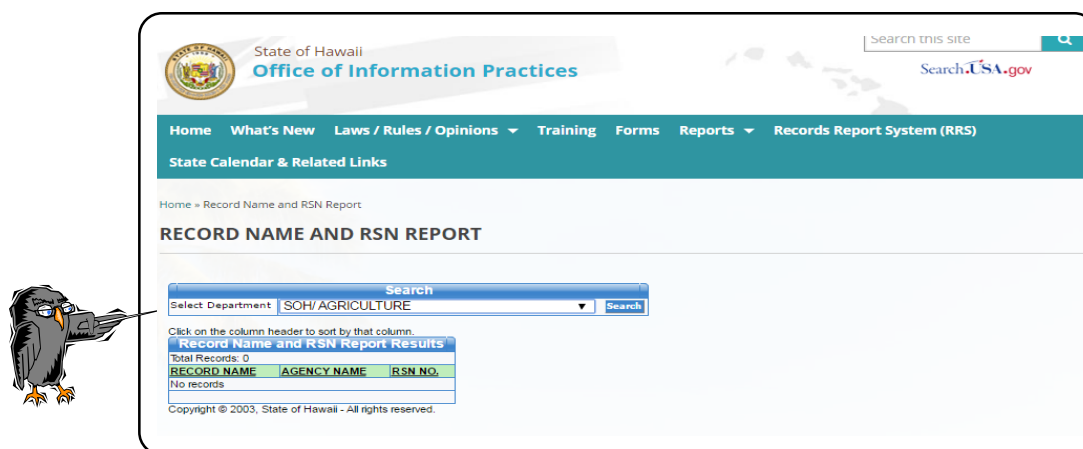 State of Hawaii
Office of Information Practices
Search this site
Search.USA.gov
Home What's New Laws / Rules / Opinions Training Forms Reports Records Report System (RRS)
State Calendar & Related Links
Home » Record Name and RSN Report
RECORD NAME AND RSN REPORT
Search
Select Department SOH/ AGRICULTURE Search
Click on the column header to sort by that column.
Record Name and RSN Report Results
Total Records: 0
RECORD NAME AGENCY NAME RSN NO.
No records
Copyright © 2003, State of Hawaii - All rights reserved.